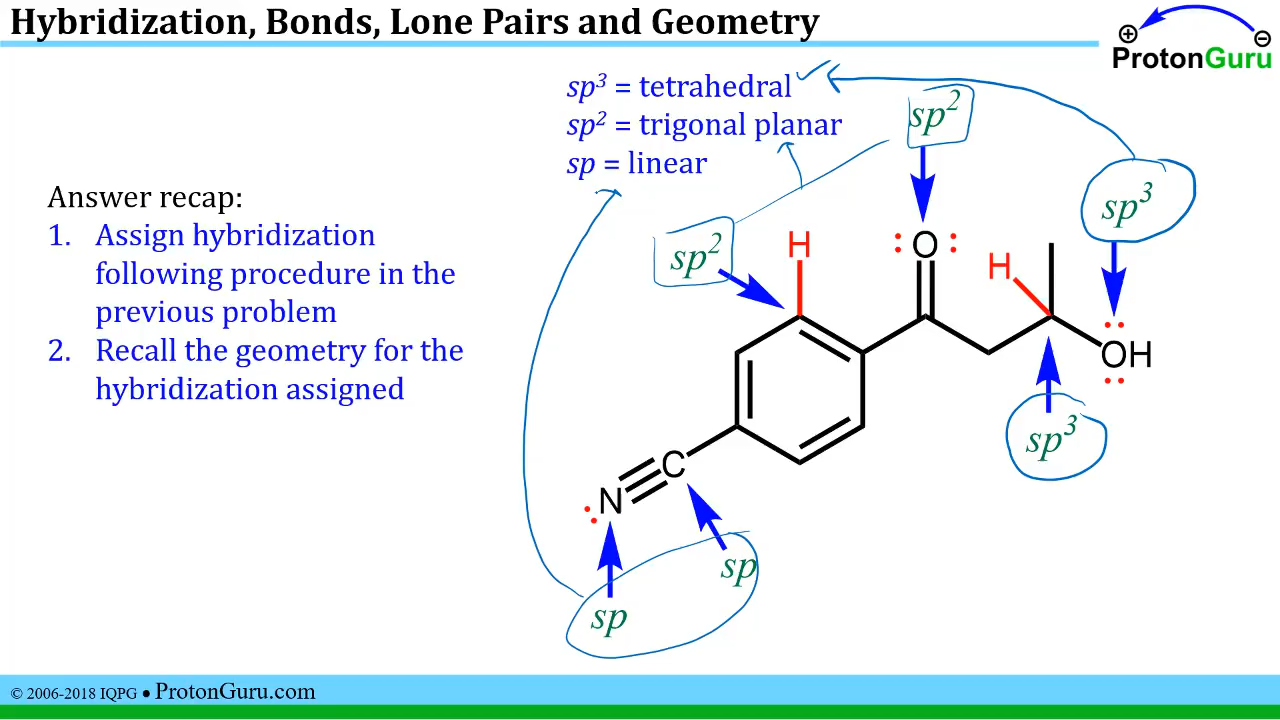 Hybridization, Bonds, Lone Pairs and Geometry
⊕ ⊖
ProtonGuru
sp³ = tetrahedral
sp² = trigonal planar
sp = linear
sp²
sp³
Answer recap:
1. Assign hybridization
following procedure in the
previous problem
2. Recall the geometry for the
hybridization assigned
sp²
H
:O:
H
OH
sp³
C
N
sp
sp
© 2006-2018 IQPG ● ProtonGuru.com